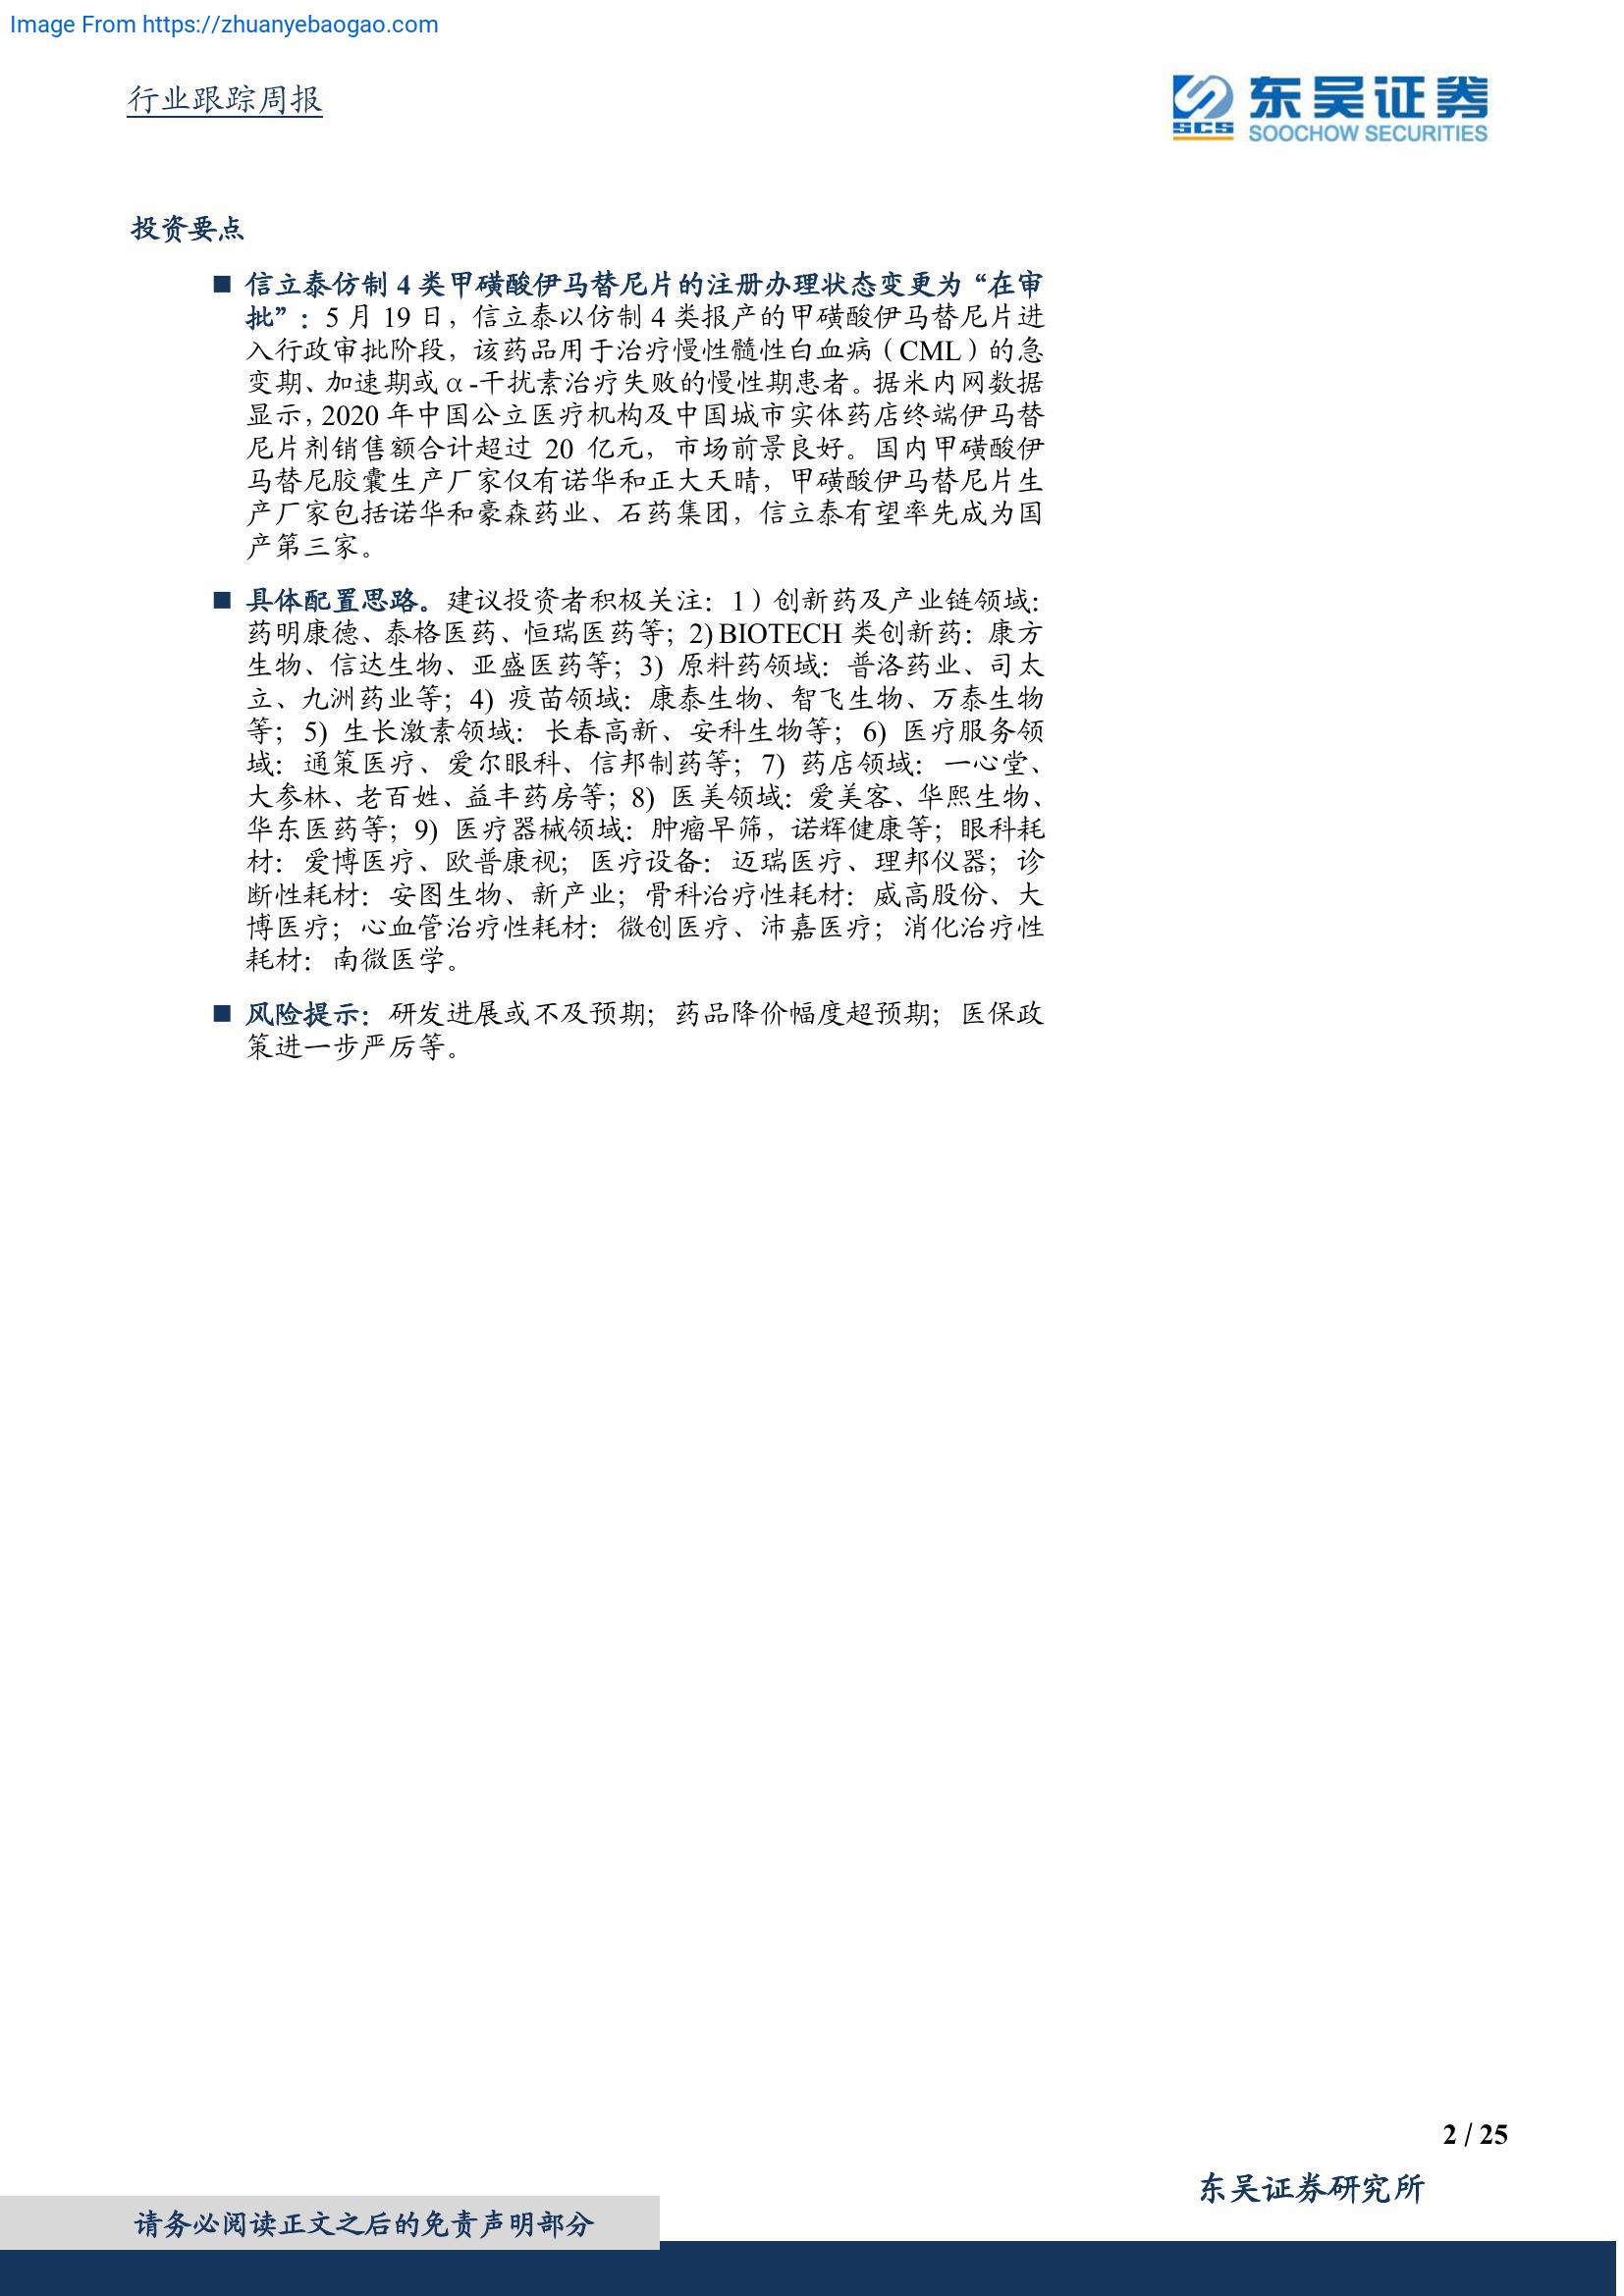 Image From https://zhuanyebaogao.com
行业跟踪周报
东吴证券
SCS
SOOCHOW SECURITIES
投资要点
■ 信立泰仿制 4 类甲磺酸伊马替尼片的注册办理状态变更为“在审
批”：5 月 19 日，信立泰以仿制 4 类报产的甲磺酸伊马替尼片进
入行政审批阶段，该药品用于治疗慢性髓性白血病（CML）的急
变期、加速期或α-干扰素治疗失败的慢性期患者。据米内网数据
显示，2020 年中国公立医疗机构及中国城市实体药店终端伊马替
尼片剂销售额合计超过 20 亿元，市场前景良好。国内甲磺酸伊
马替尼胶囊生产厂家仅有诺华和正大天晴，甲磺酸伊马替尼片生
产厂家包括诺华和豪森药业、石药集团，信立泰有望率先成为国
产第三家。
■ 具体配置思路。建议投资者积极关注：1）创新药及产业链领域：
药明康德、泰格医药、恒瑞医药等；2) BIOTECH 类创新药：康方
生物、信达生物、亚盛医药等；3) 原料药领域：普洛药业、司太
立、九洲药业等；4) 疫苗领域：康泰生物、智飞生物、万泰生物
等；5) 生长激素领域：长春高新、安科生物等；6) 医疗服务领
域：通策医疗、爱尔眼科、信邦制药等；7) 药店领域：一心堂、
大参林、老百姓、益丰药房等；8) 医美领域：爱美客、华熙生物、
华东医药等；9) 医疗器械领域：肿瘤早筛，诺辉健康等；眼科耗
材：爱博医疗、欧普康视；医疗设备：迈瑞医疗、理邦仪器；诊
断性耗材：安图生物、新产业；骨科治疗性耗材：威高股份、大
博医疗；心血管治疗性耗材：微创医疗、沛嘉医疗；消化治疗性
耗材：南微医学。
■ 风险提示：研发进展或不及预期；药品降价幅度超预期；医保政
策进一步严厉等。
2 / 25
东吴证券研究所
请务必阅读正文之后的免责声明部分